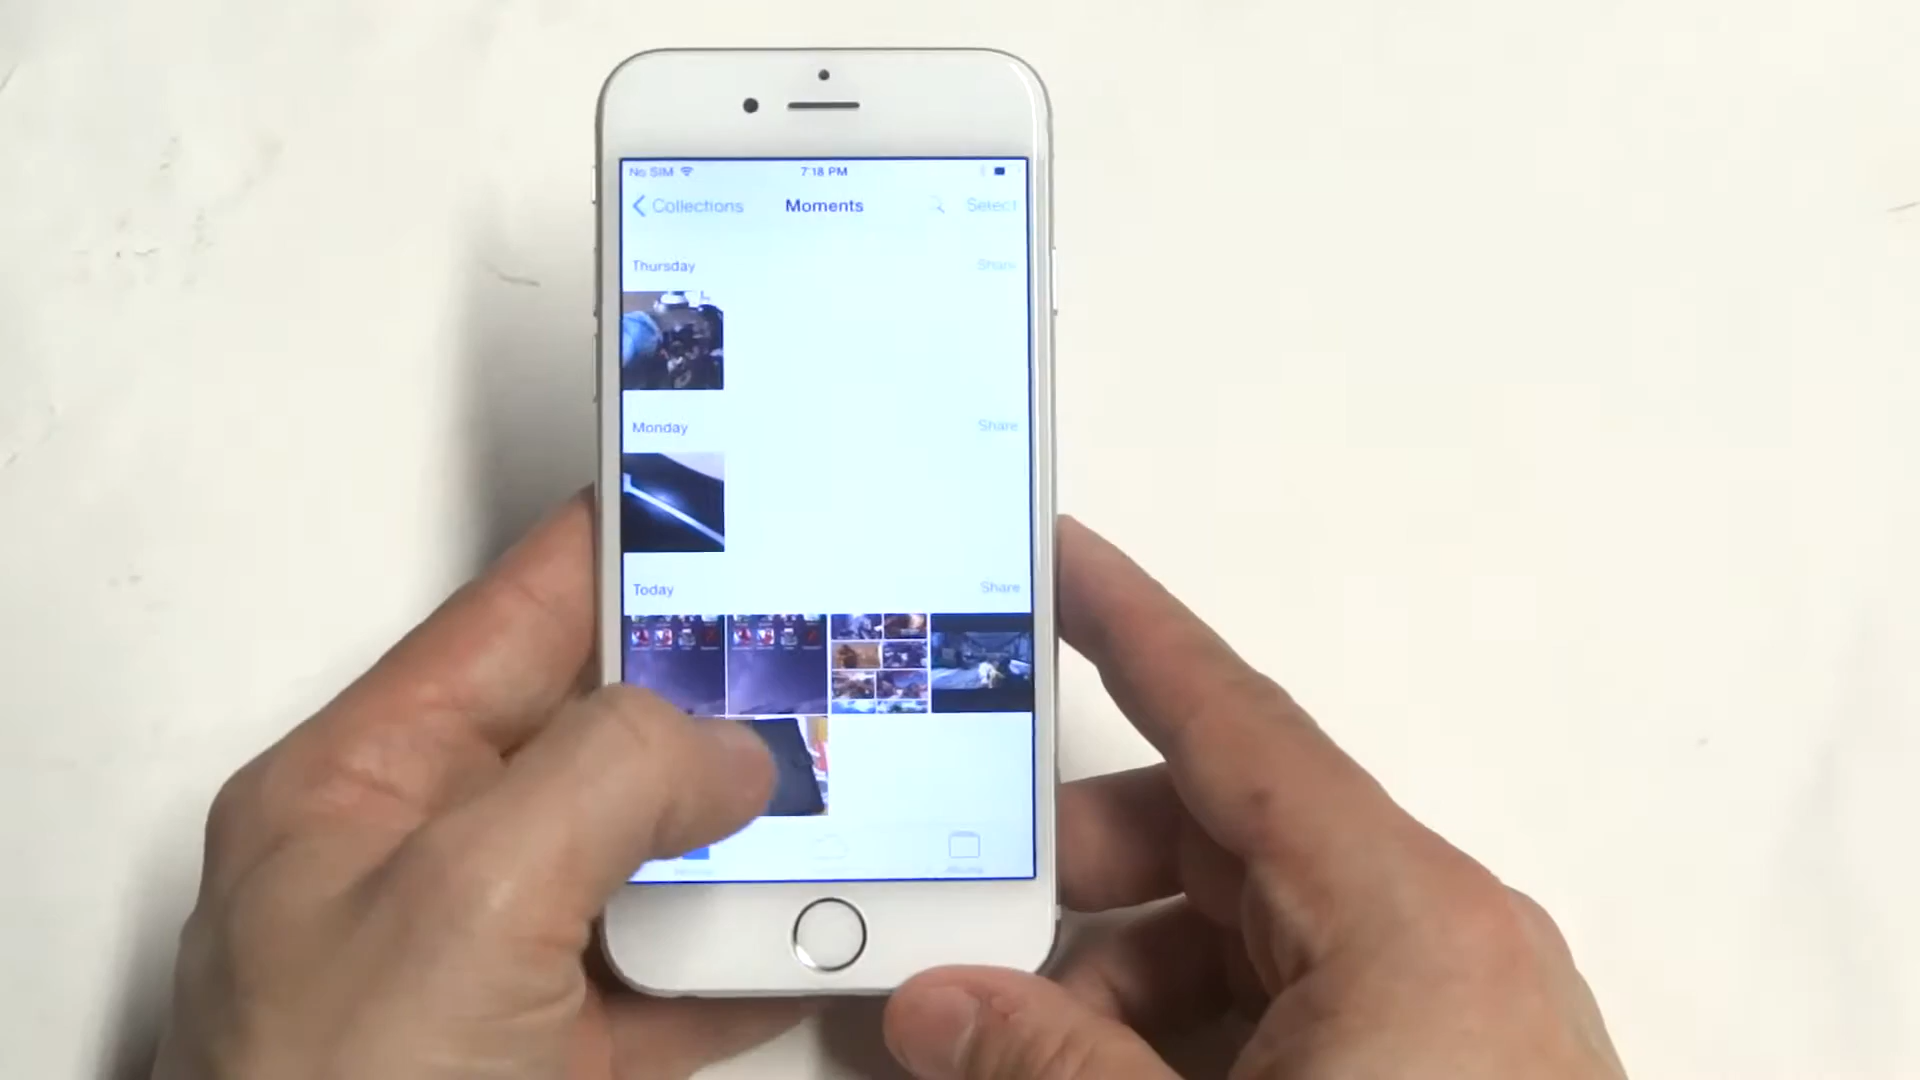 No SIM 7:18 PM
Collections Moments Select
Thursday Share
Monday Share
Today Share